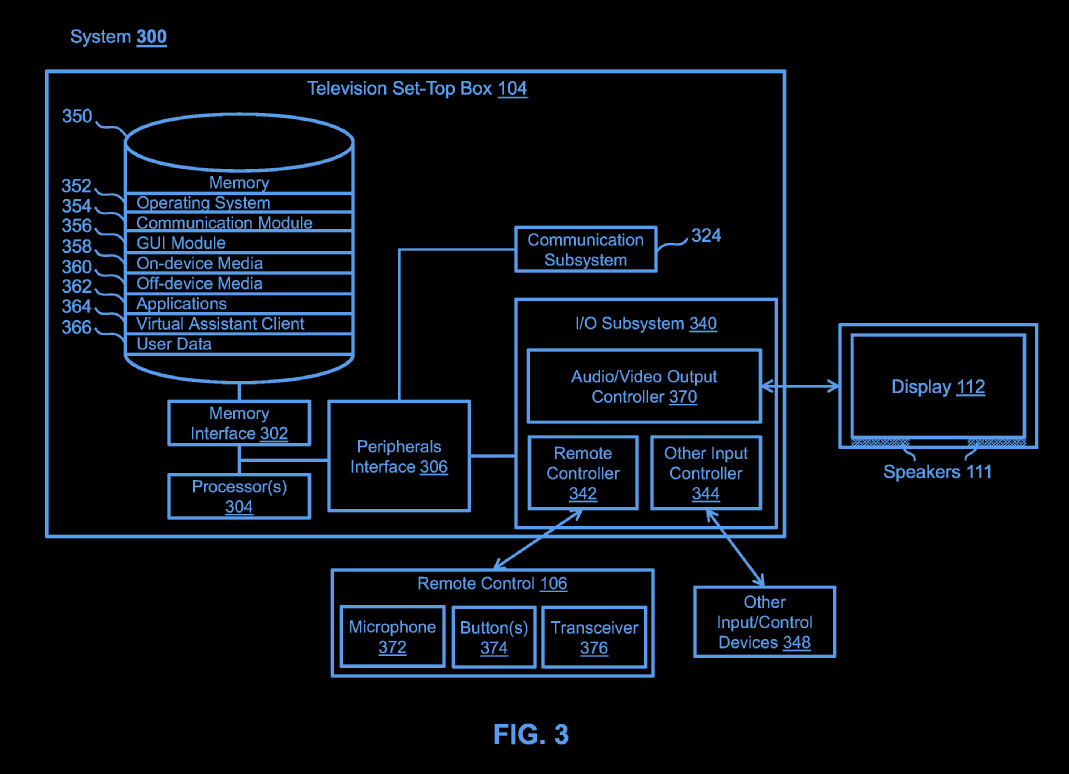 System 300
Television Set-Top Box 104
350
Memory
352
Operating System
354
Communication Module
356
GUI Module
358
On-device Media
360
Off-device Media
362
Applications
364
Virtual Assistant Client
366
User Data
Communication
Subsystem
324
I/O Subsystem 340
Audio/Video Output
Controller 370
Display 112
Speakers 111
Memory
Interface 302
Peripherals
Interface 306
Processor(s)
304
Remote
Controller
342
Other Input
Controller
344
Remote Control 106
Microphone
372
Button(s)
374
Transceiver
376
Other
Input/Control
Devices 348
FIG. 3